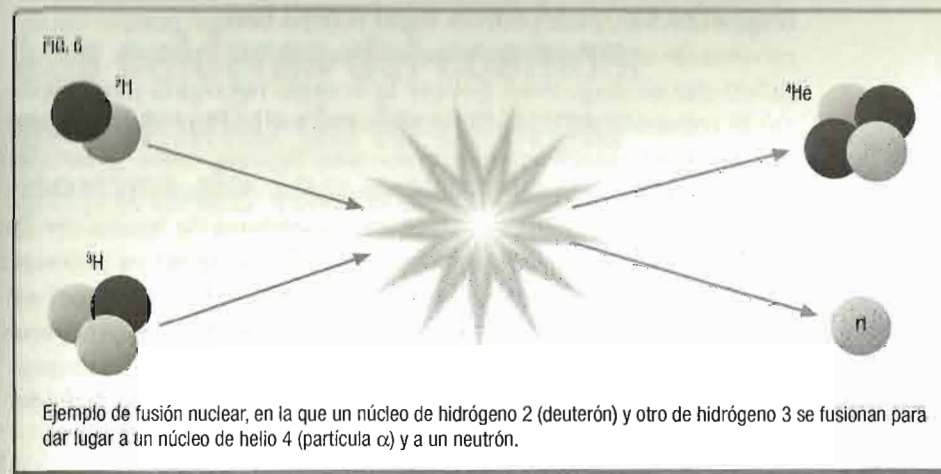 FIG. 6
²H
⁴He
³H
n
Ejemplo de fusión nuclear, en la que un núcleo de hidrógeno 2 (deuterón) y otro de hidrógeno 3 se fusionan para
dar lugar a un núcleo de helio 4 (partícula α) y a un neutrón.